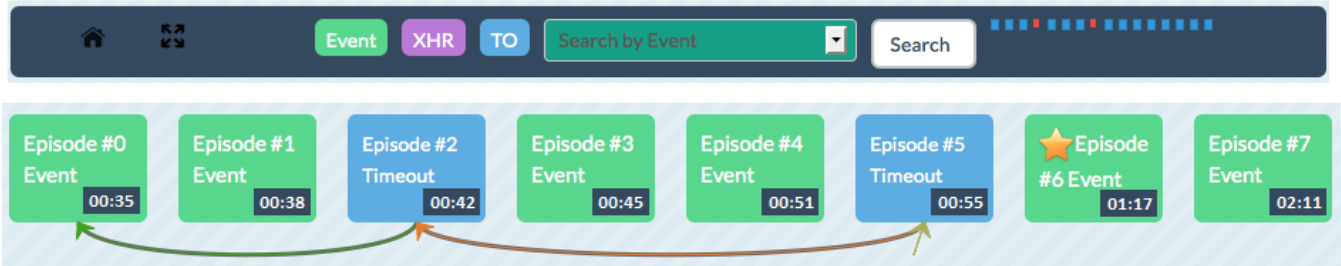 Event XHR TO Search by Event Search
Episode #0
Event
00:35
Episode #1
Event
00:38
Episode #2
Timeout
00:42
Episode #3
Event
00:45
Episode #4
Event
00:51
Episode #5
Timeout
00:55
Episode
#6 Event
01:17
Episode #7
Event
02:11